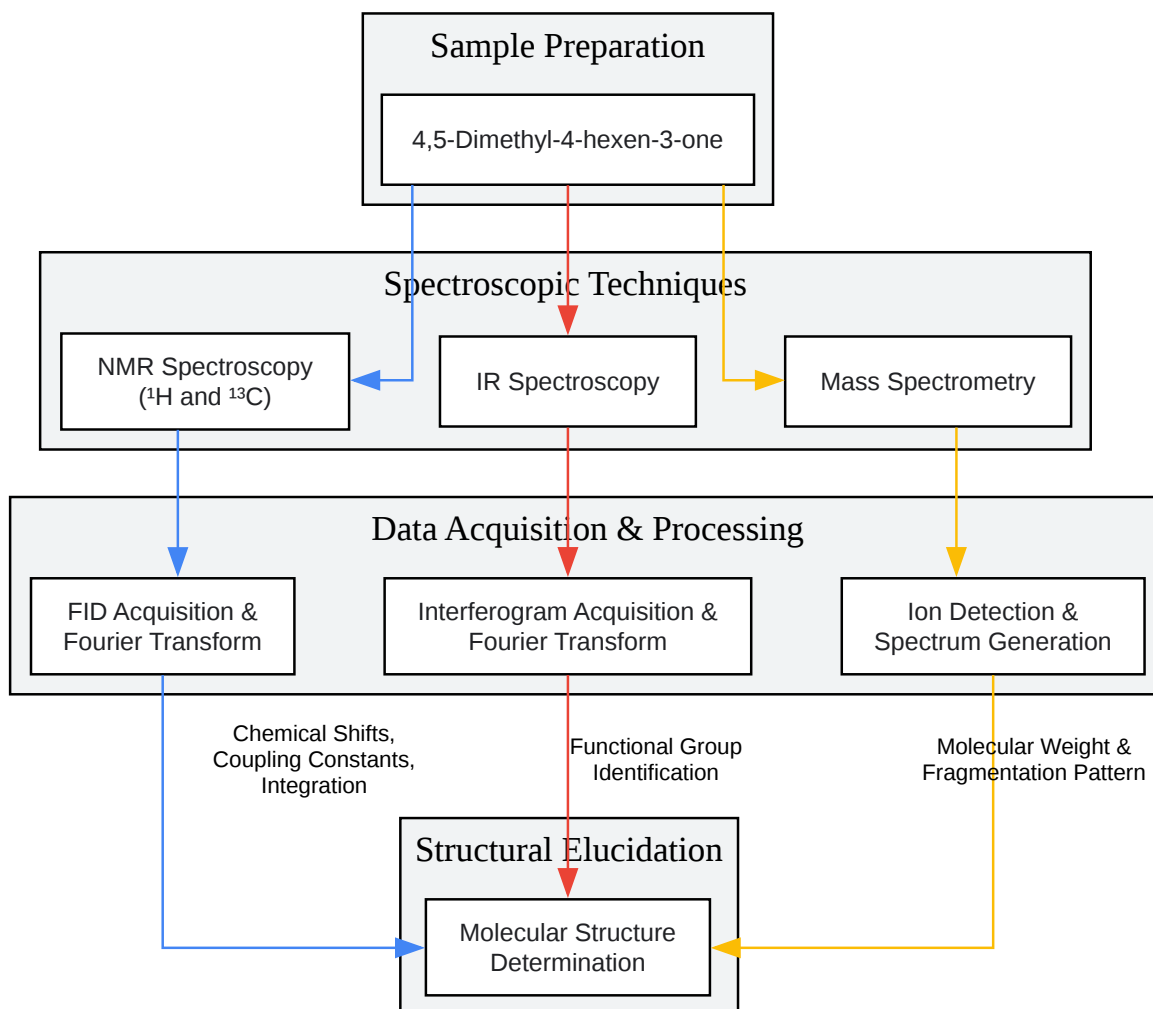 Sample Preparation
4,5-Dimethyl-4-hexen-3-one
Spectroscopic Techniques
NMR Spectroscopy
(¹H and ¹³C)
IR Spectroscopy
Mass Spectrometry
Data Acquisition & Processing
FID Acquisition &
Fourier Transform
Interferogram Acquisition &
Fourier Transform
Ion Detection &
Spectrum Generation
Chemical Shifts,
Coupling Constants,
Integration
Functional Group
Identification
Molecular Weight &
Fragmentation Pattern
Structural Elucidation
Molecular Structure
Determination